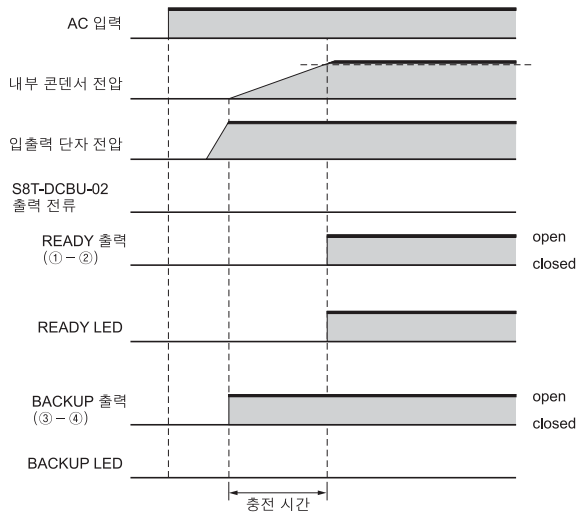 AC 입력
내부 콘덴서 전압
입출력 단자 전압
S8T-DCBU-02
출력 전류
READY 출력
(①－②)
open
closed
READY LED
BACKUP 출력
(③－④)
open
closed
BACKUP LED
충전 시간